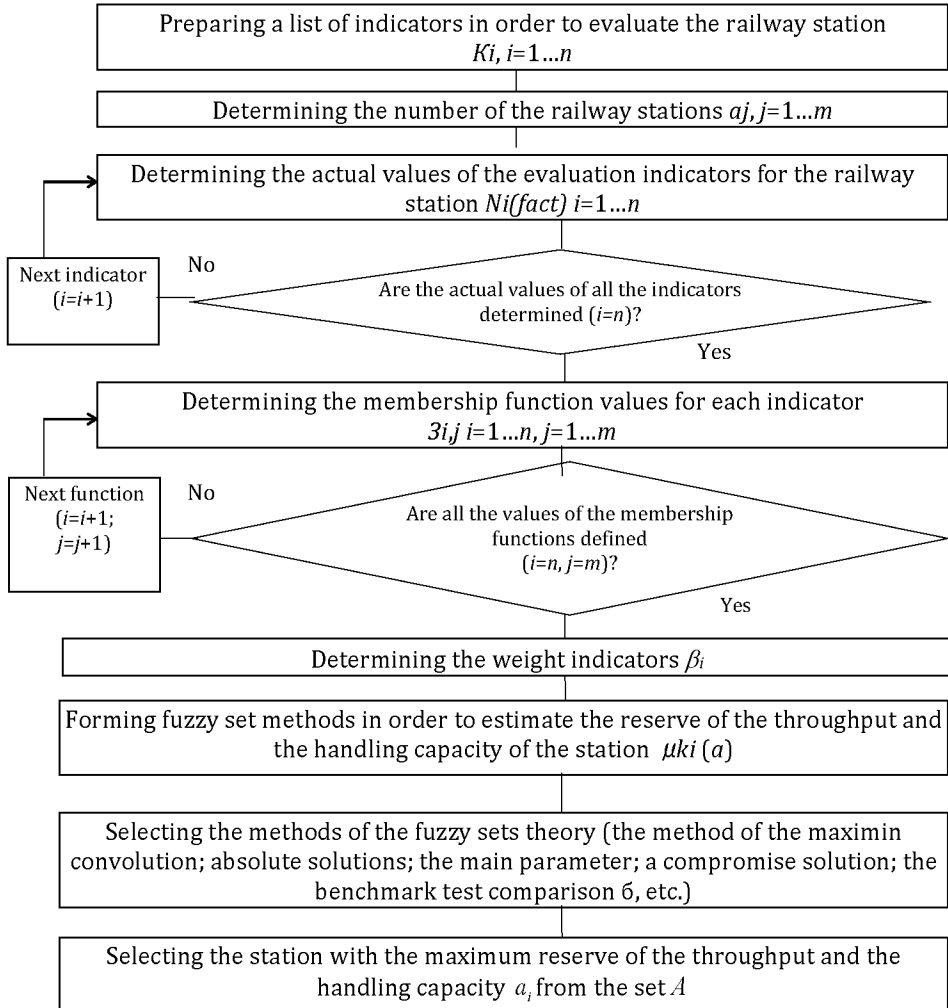 Preparing a list of indicators in order to evaluate the railway station
Ki, i=1...n
Determining the number of the railway stations aj, j=1...m
Determining the actual values of the evaluation indicators for the railway
station Ni(fact) i=1...n
Next indicator
(i=i+1)
No
Are the actual values of all the indicators
determined (i=n)?
Yes
Determining the membership function values for each indicator
3i,j i=1...n, j=1...m
Next function
(i=i+1;
j=j+1)
No
Are all the values of the membership
functions defined
(i=n, j=m)?
Yes
Determining the weight indicators βi
Forming fuzzy set methods in order to estimate the reserve of the throughput and
the handling capacity of the station μki (a)
Selecting the methods of the fuzzy sets theory (the method of the maximin
convolution; absolute solutions; the main parameter; a compromise solution; the
benchmark test comparison б, etc.)
Selecting the station with the maximum reserve of the throughput and the
handling capacity ai from the set A